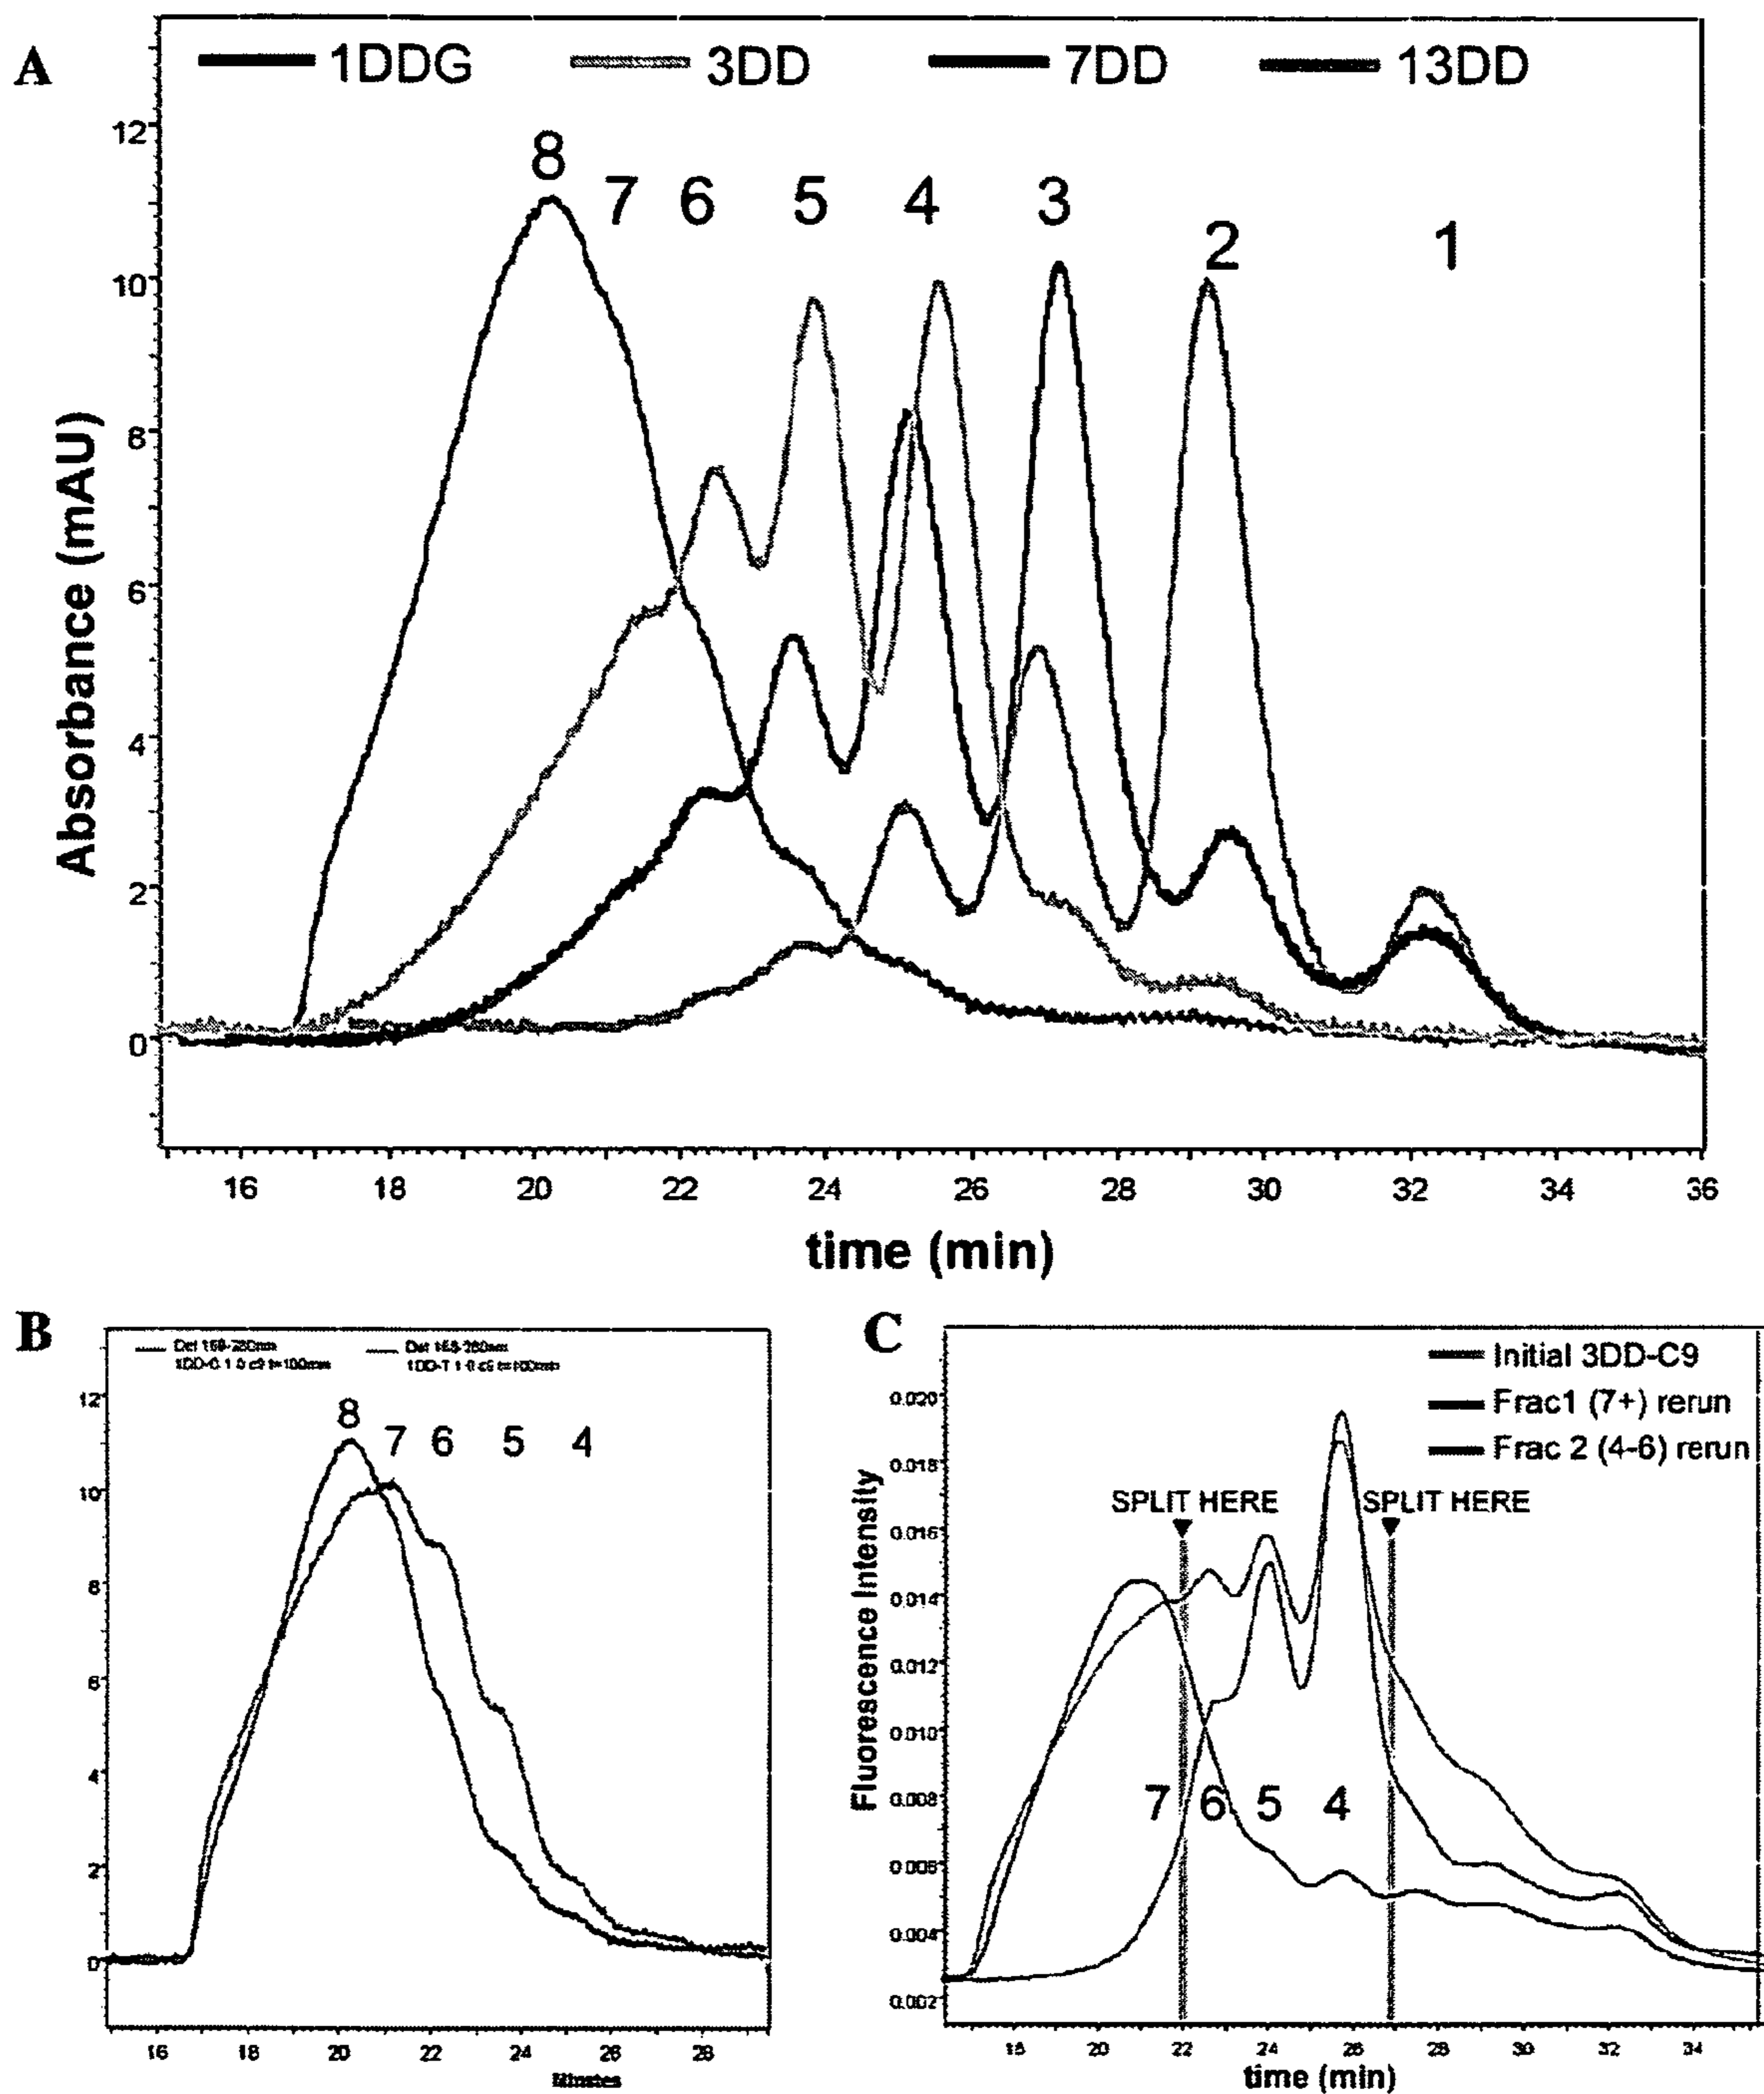 A
1DDG 3DD 7DD 13DD
8 7 6 5 4 3 2 1
12
10
8
6
4
2
0
Absorbance (mAU)
16 18 20 22 24 26 28 30 32 34 36
time (min)
B
8 7 6 5 4
12
10
8
6
4
2
0
16 18 20 22 24 26 28
Minutes
C
Initial 3DD-C9
Frac1 (7+) rerun
Frac 2 (4-6) rerun
SPLIT HERE SPLIT HERE
7 6 5 4
0.020
0.018
0.016
0.014
0.012
0.010
0.008
0.006
0.004
0.002
Fluorescence Intensity
20 22 24 26 28 30 32 34
time (min)